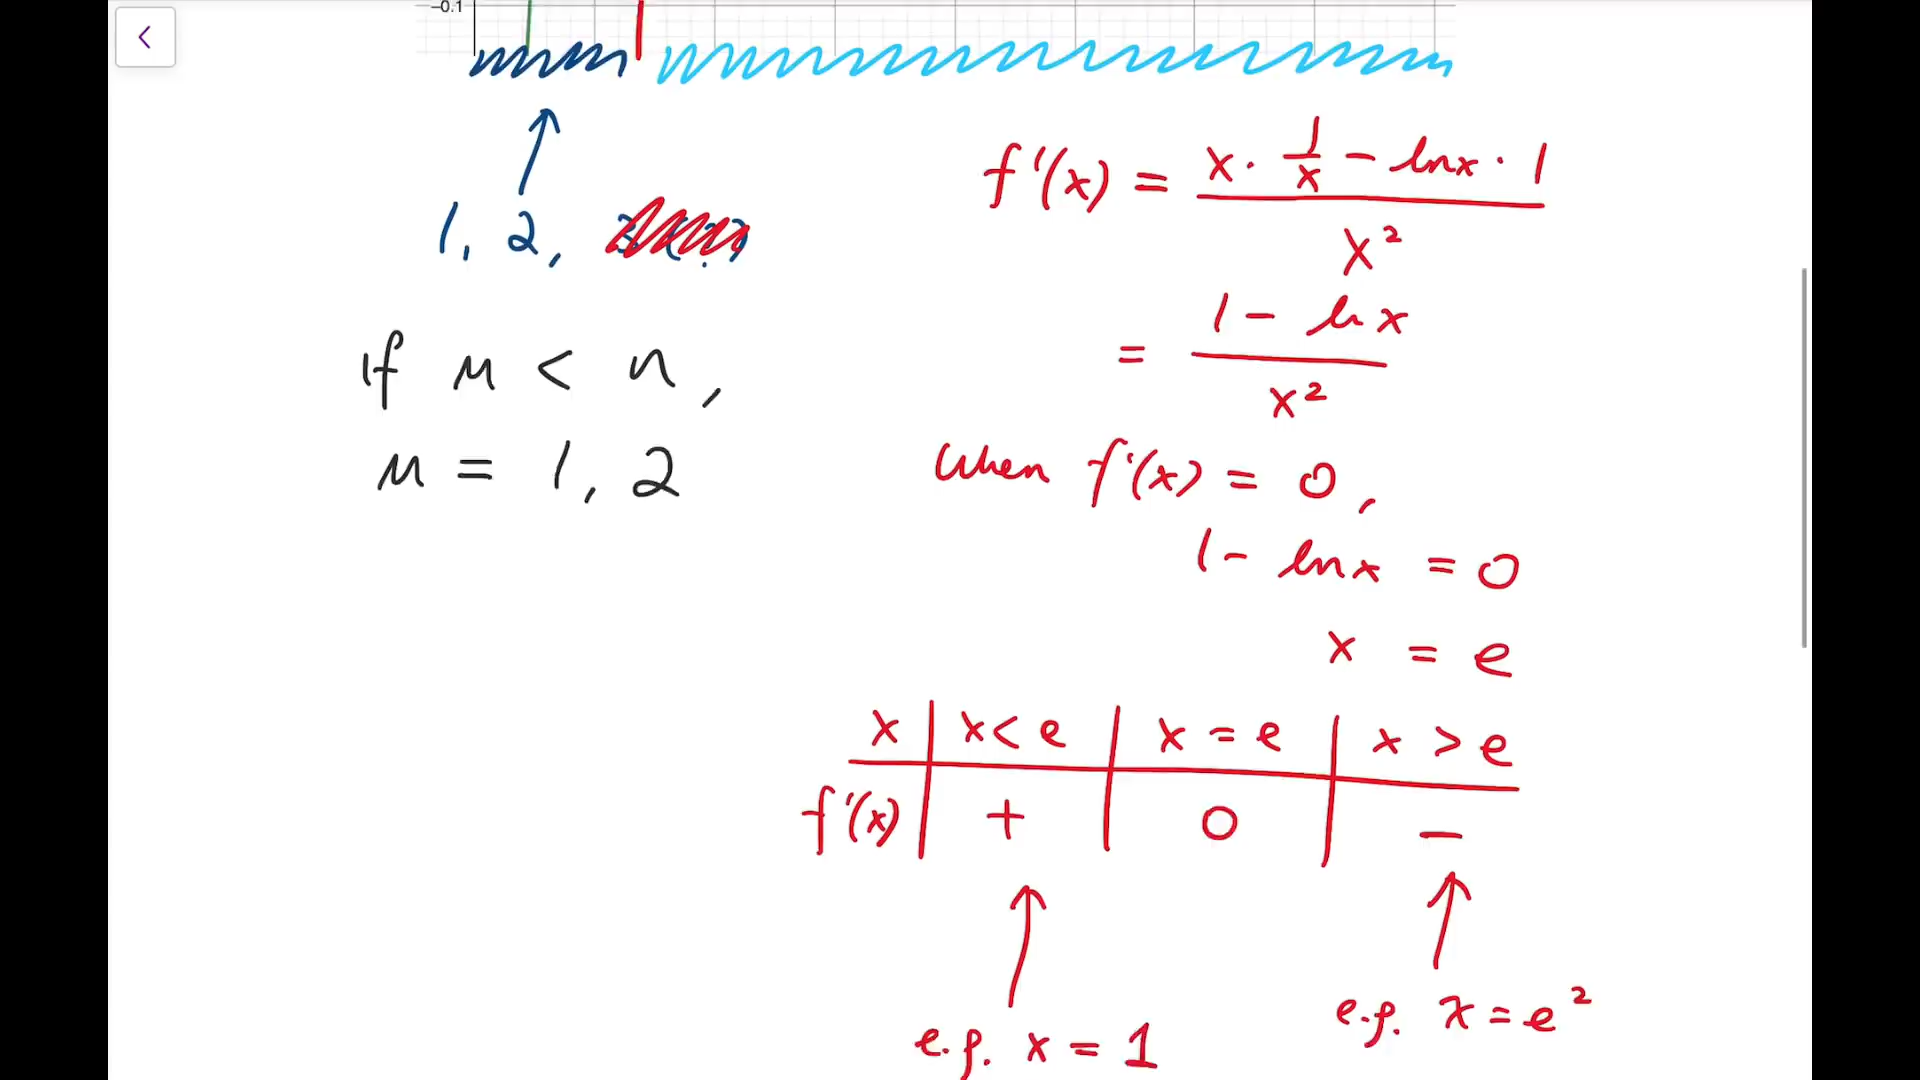 -0.1
1, 2,
If m < n,
m = 1, 2
f'(x) = (x · 1/x - ln x · 1) / x²
= (1 - ln x) / x²
When f'(x) = 0,
1 - ln x = 0
x = e
x | x < e | x = e | x > e
f'(x) | + | 0 | -
e.g. x = 1
e.g. x = e²